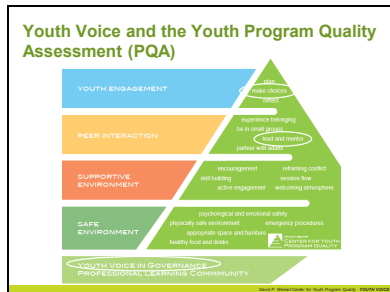 Youth Voice and the Youth Program Quality
Assessment (PQA)
YOUTH ENGAGEMENT
plan
make choices
reflect
PEER INTERACTION
experience belonging
be in small groups
lead and mentor
partner with adults
SUPPORTIVE
ENVIRONMENT
encouragement
reframing conflict
skill building
session flow
active engagement
welcoming atmosphere
SAFE
ENVIRONMENT
psychological and emotional safety
physically safe environment
emergency procedures
appropriate space and furniture
healthy food and drinks
CENTER FOR YOUTH
PROGRAM QUALITY
YOUTH VOICE IN GOVERNANCE
PROFESSIONAL LEARNING COMMMUNITY
David P. Weikart Center for Youth Program Quality YOUTH VOICE